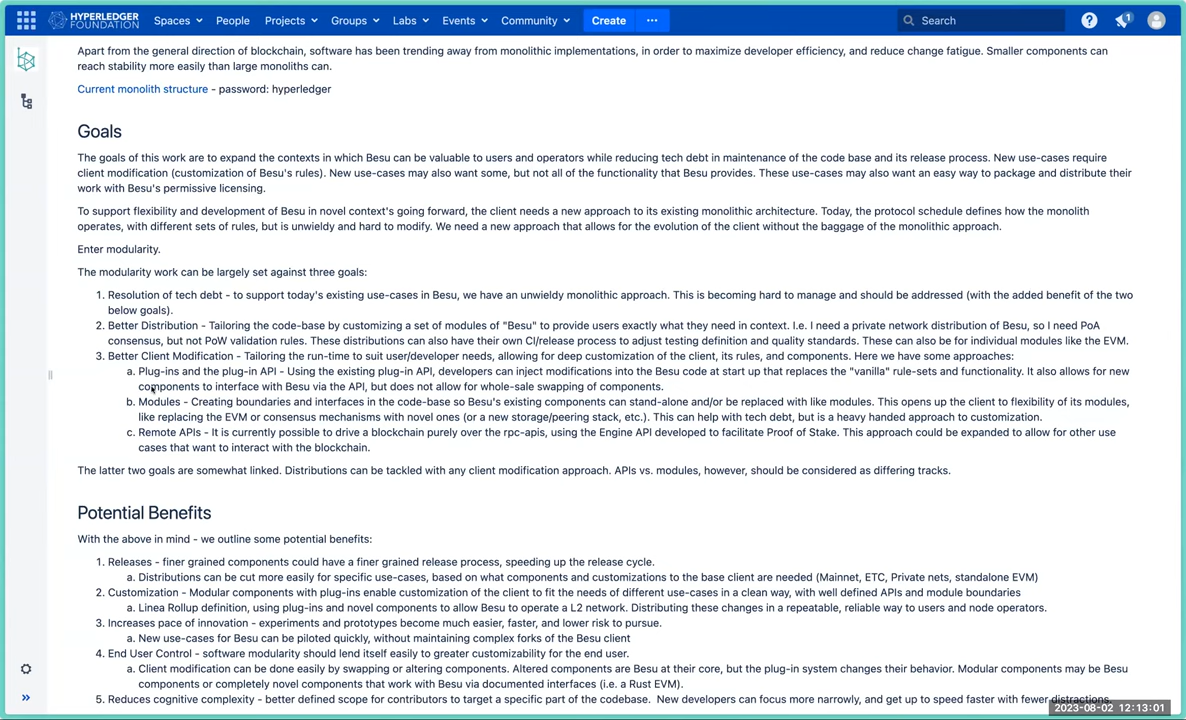 HYPERLEDGER FOUNDATION Spaces People Projects Groups Labs Events Community Create ... Search ? 1
Apart from the general direction of blockchain, software has been trending away from monolithic implementations, in order to maximize developer efficiency, and reduce change fatigue. Smaller components can
reach stability more easily than large monoliths can.
Current monolith structure - password: hyperledger
Goals
The goals of this work are to expand the contexts in which Besu can be valuable to users and operators while reducing tech debt in maintenance of the code base and its release process. New use-cases require
client modification (customization of Besu's rules). New use-cases may also want some, but not all of the functionality that Besu provides. These use-cases may also want an easy way to package and distribute their
work with Besu's permissive licensing.
To support flexibility and development of Besu in novel context's going forward, the client needs a new approach to its existing monolithic architecture. Today, the protocol schedule defines how the monolith
operates, with different sets of rules, but is unwieldy and hard to modify. We need a new approach that allows for the evolution of the client without the baggage of the monolithic approach.
Enter modularity.
The modularity work can be largely set against three goals:
1. Resolution of tech debt - to support today's existing use-cases in Besu, we have an unwieldy monolithic approach. This is becoming hard to manage and should be addressed (with the added benefit of the two
below goals).
2. Better Distribution - Tailoring the code-base by customizing a set of modules of "Besu" to provide users exactly what they need in context. I.e. I need a private network distribution of Besu, so I need PoA
consensus, but not PoW validation rules. These distributions can also have their own CI/release process to adjust testing definition and quality standards. These can also be for individual modules like the EVM.
3. Better Client Modification - Tailoring the run-time to suit user/developer needs, allowing for deep customization of the client, its rules, and components. Here we have some approaches:
a. Plug-ins and the plug-in API - Using the existing plug-in API, developers can inject modifications into the Besu code at start up that replaces the "vanilla" rule-sets and functionality. It also allows for new
components to interface with Besu via the API, but does not allow for whole-sale swapping of components.
b. Modules - Creating boundaries and interfaces in the code-base so Besu's existing components can stand-alone and/or be replaced with like modules. This opens up the client to flexibility of its modules,
like replacing the EVM or consensus mechanisms with novel ones (or a new storage/peering stack, etc.). This can help with tech debt, but is a heavy handed approach to customization.
c. Remote APIs - It is currently possible to drive a blockchain purely over the rpc-apis, using the Engine API developed to facilitate Proof of Stake. This approach could be expanded to allow for other use
cases that want to interact with the blockchain.
The latter two goals are somewhat linked. Distributions can be tackled with any client modification approach. APIs vs. modules, however, should be considered as differing tracks.
Potential Benefits
With the above in mind - we outline some potential benefits:
1. Releases - finer grained components could have a finer grained release process, speeding up the release cycle.
a. Distributions can be cut more easily for specific use-cases, based on what components and customizations to the base client are needed (Mainnet, ETC, Private nets, standalone EVM)
2. Customization - Modular components with plug-ins enable customization of the client to fit the needs of different use-cases in a clean way, with well defined APIs and module boundaries
a. Linea Rollup definition, using plug-ins and novel components to allow Besu to operate a L2 network. Distributing these changes in a repeatable, reliable way to users and node operators.
3. Increases pace of innovation - experiments and prototypes become much easier, faster, and lower risk to pursue.
a. New use-cases for Besu can be piloted quickly, without maintaining complex forks of the Besu client
4. End User Control - software modularity should lend itself easily to greater customizability for the end user.
a. Client modification can be done easily by swapping or altering components. Altered components are Besu at their core, but the plug-in system changes their behavior. Modular components may be Besu
components or completely novel components that work with Besu via documented interfaces (i.e. a Rust EVM).
5. Reduces cognitive complexity - better defined scope for contributors to target a specific part of the codebase. New developers can focus more narrowly, and get up to speed faster with fewer distractions.
2023-08-02 12:13:01